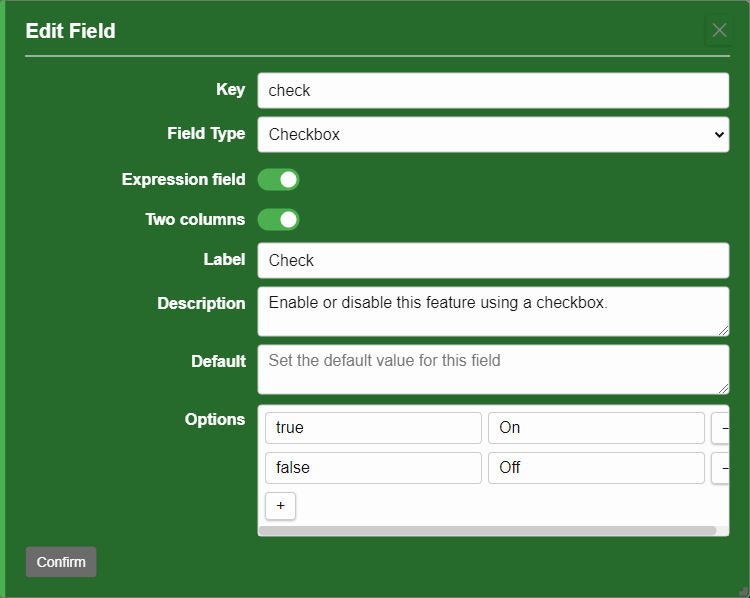 Edit Field
Key check
Field Type Checkbox
Expression field
Two columns
Label Check
Description Enable or disable this feature using a checkbox.
Default Set the default value for this field
Options true On −
false Off −
+
Confirm